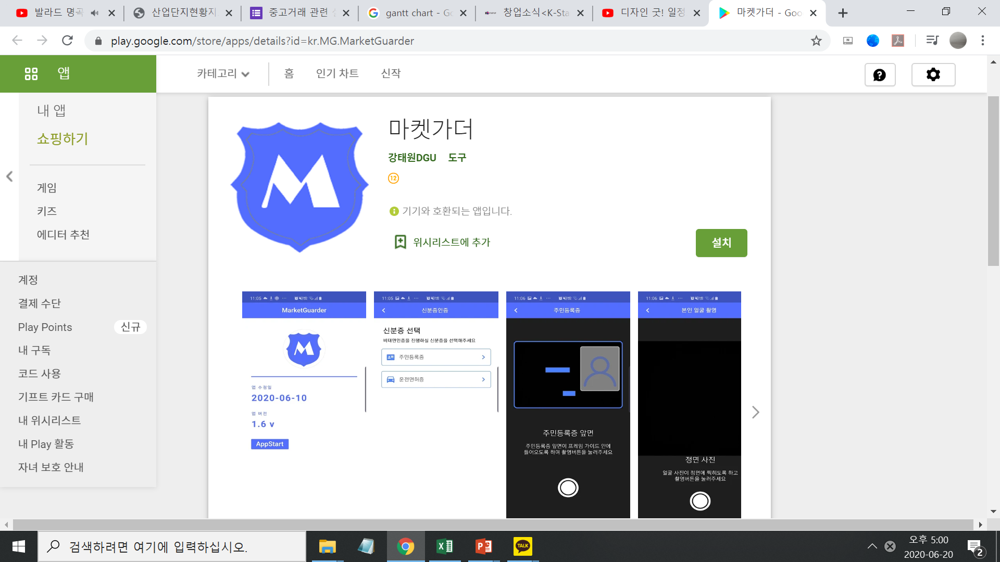 발라드 명곡
산업단지현황지
중고거래 관련 설
gantt chart - Go
창업소식<K-Sta
디자인 굿! 일정
마켓가더 - Goo
play.google.com/store/apps/details?id=kr.MG.MarketGuarder
앱
카테고리
홈
인기 차트
신작
내 앱
쇼핑하기
게임
키즈
에디터 추천
계정
결제 수단
Play Points
신규
내 구독
코드 사용
기프트 카드 구매
내 위시리스트
내 Play 활동
자녀 보호 안내
마켓가더
강태원DGU 도구
12
기기와 호환되는 앱입니다.
위시리스트에 추가
설치
11:05
MarketGuarder
앱 수정일
2020-06-10
앱 버전
1.6 v
AppStart
11:05
신분증인증
신분증 선택
비대면인증을 진행하실 신분증을 선택해주세요
주민등록증
운전면허증
11:06
주민등록증
주민등록증 앞면
주민등록증 앞면이 프레임 가이드 안에
들어오도록 하여 촬영버튼을 눌러주세요
11:06
본인 얼굴 촬영
정면 사진
얼굴 사진이 정면에 찍히도록 하고
촬영버튼을 눌러주세요
검색하려면 여기에 입력하십시오.
TALK
오후 5:00
2020-06-20
2